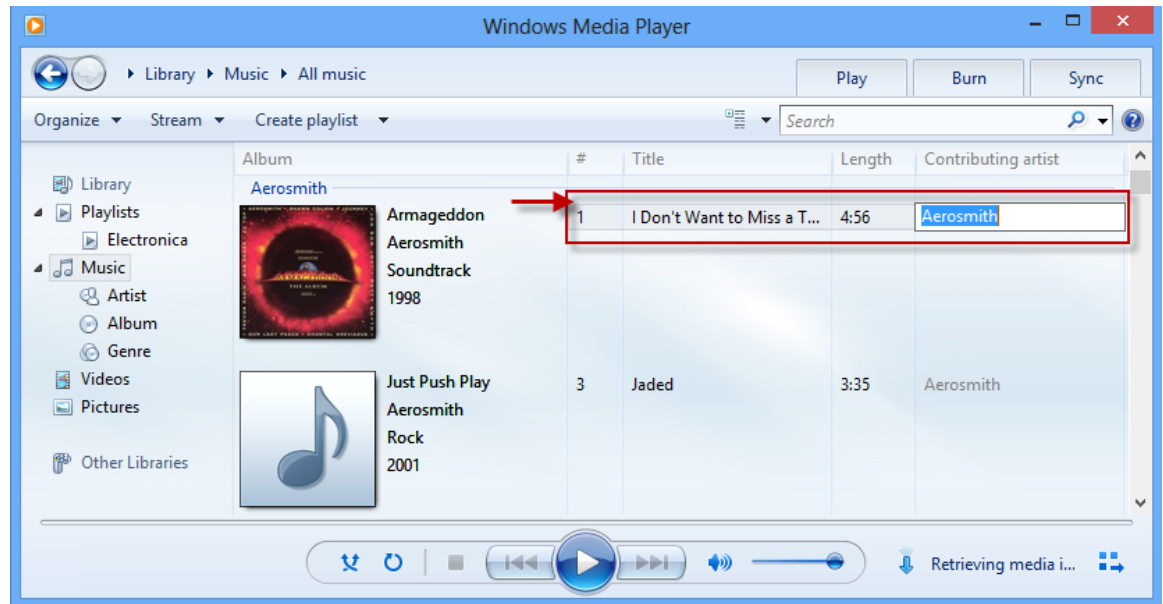 Windows Media Player
Library Music All music
Play Burn Sync
Organize Stream Create playlist Search
Album # Title Length Contributing artist
Library
Playlists
Electronica
Music
Artist
Album
Genre
Videos
Pictures
Other Libraries
Aerosmith
Armageddon
Aerosmith
Soundtrack
1998
1 I Don't Want to Miss a T... 4:56 Aerosmith
ARMAGEDDON
THE ALBUM
Just Push Play
Aerosmith
Rock
2001
3 Jaded 3:35 Aerosmith
Retrieving media i...